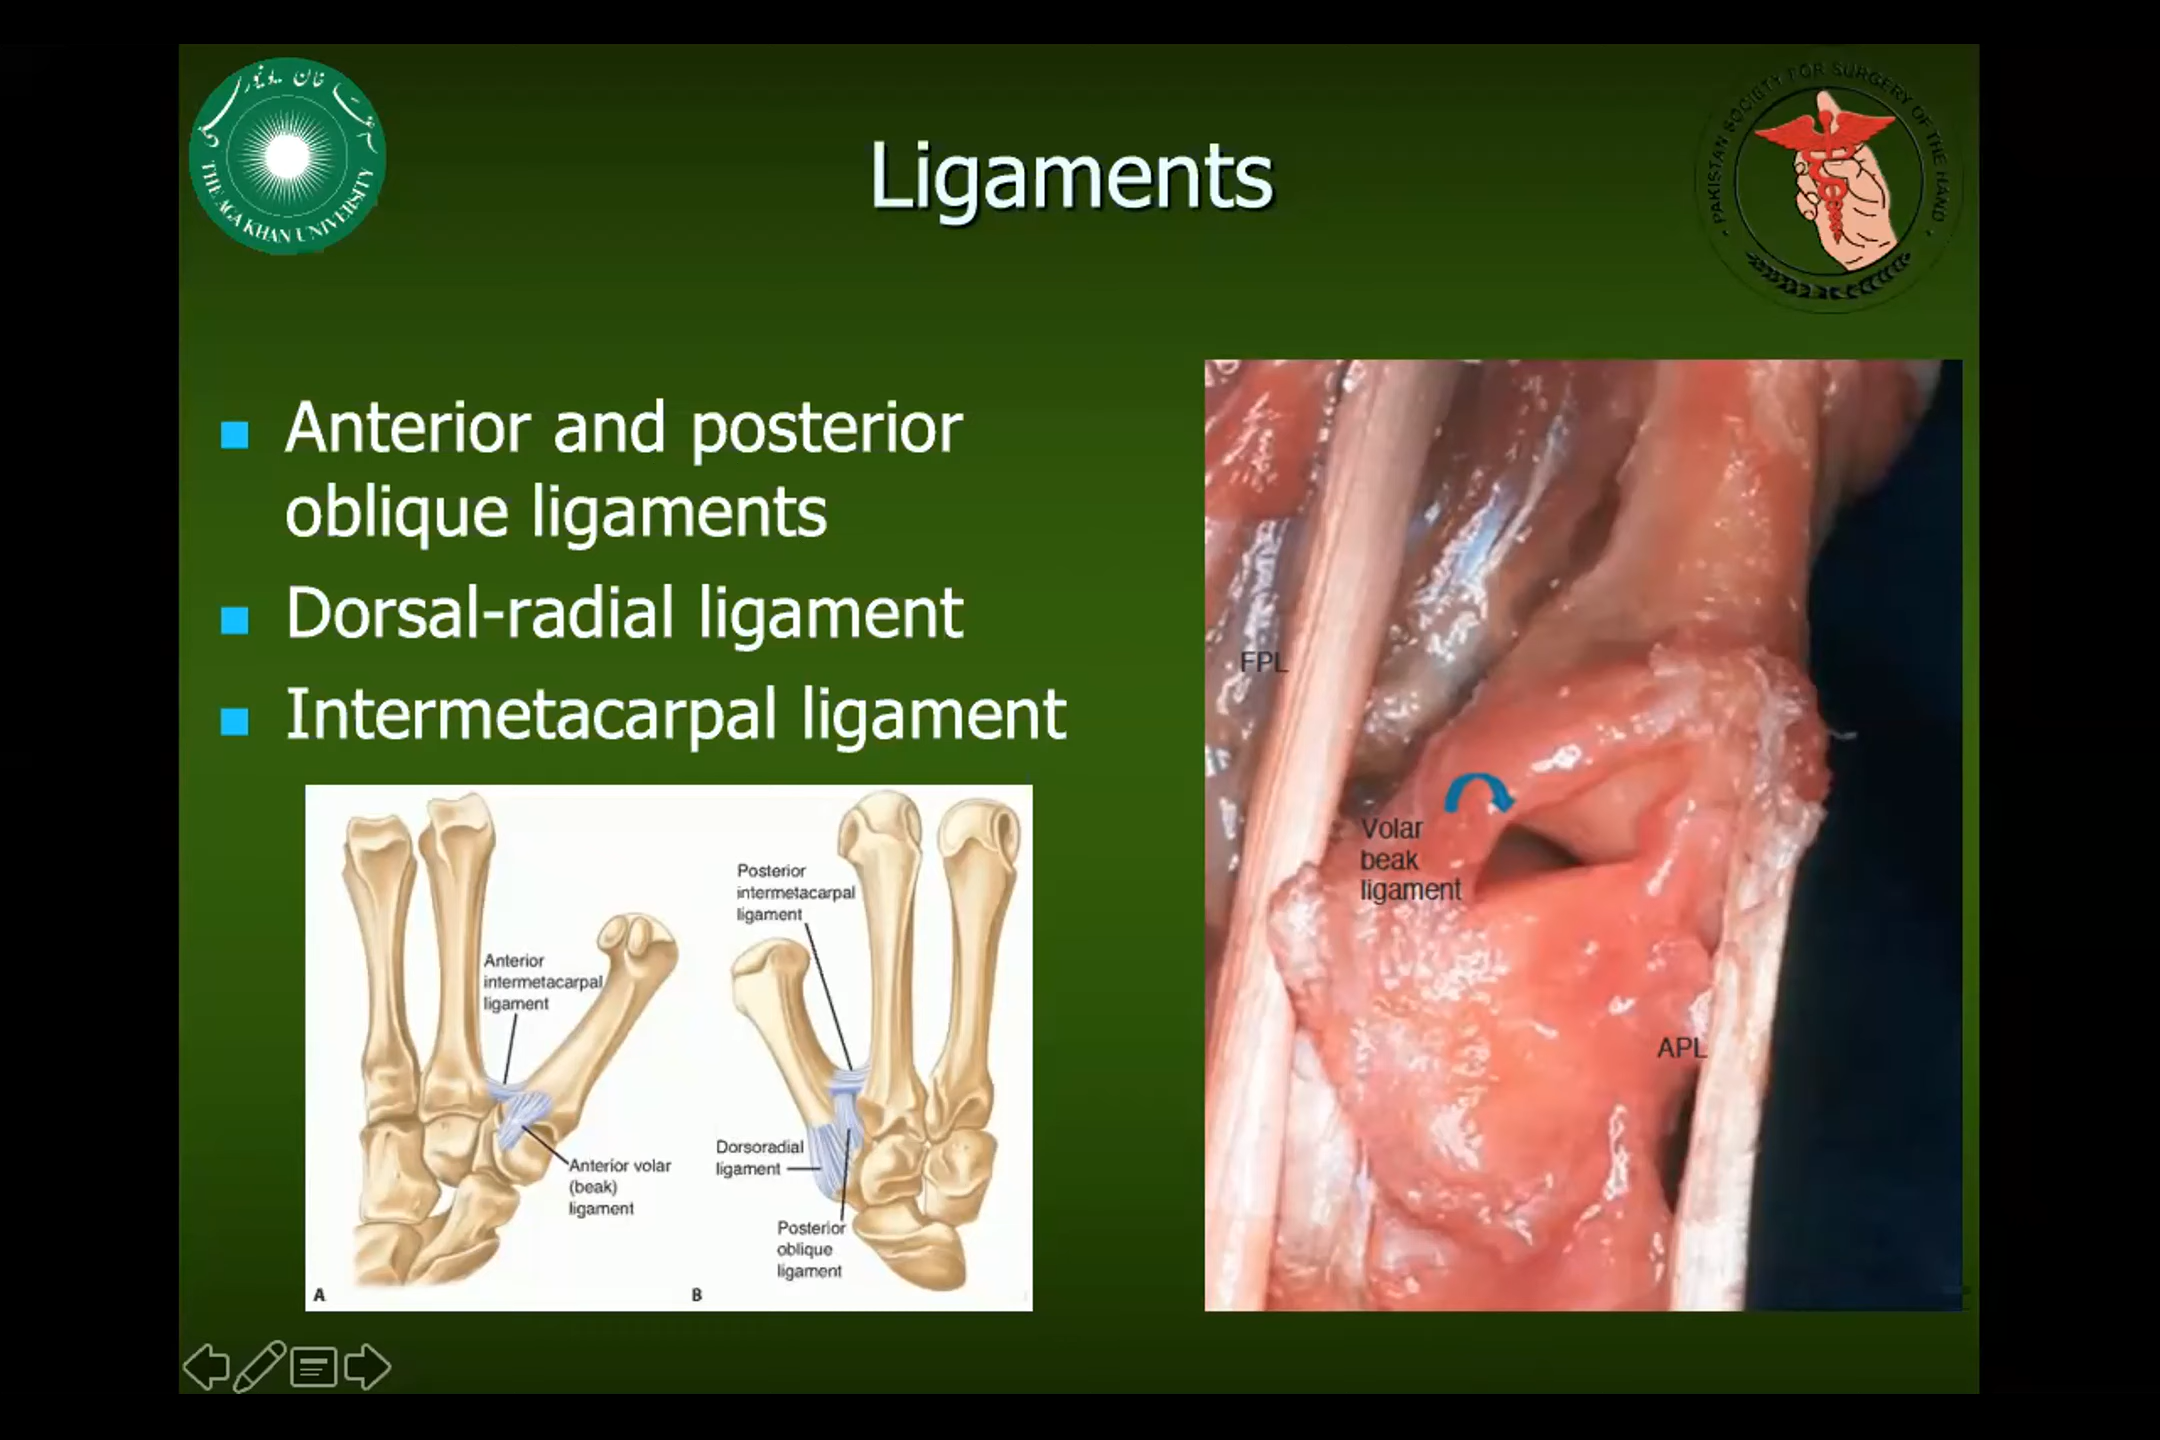 THE AGA KHAN UNIVERSITY
PAKISTAN SOCIETY FOR SURGERY OF THE HAND
Ligaments
Anterior and posterior
oblique ligaments
Dorsal-radial ligament
Intermetacarpal ligament
Anterior
intermetacarpal
ligament
Anterior volar
(beak)
ligament
A
Posterior
intermetacarpal
ligament
Dorsoradial
ligament
Posterior
oblique
ligament
B
FPL
Volar
beak
ligament
APL